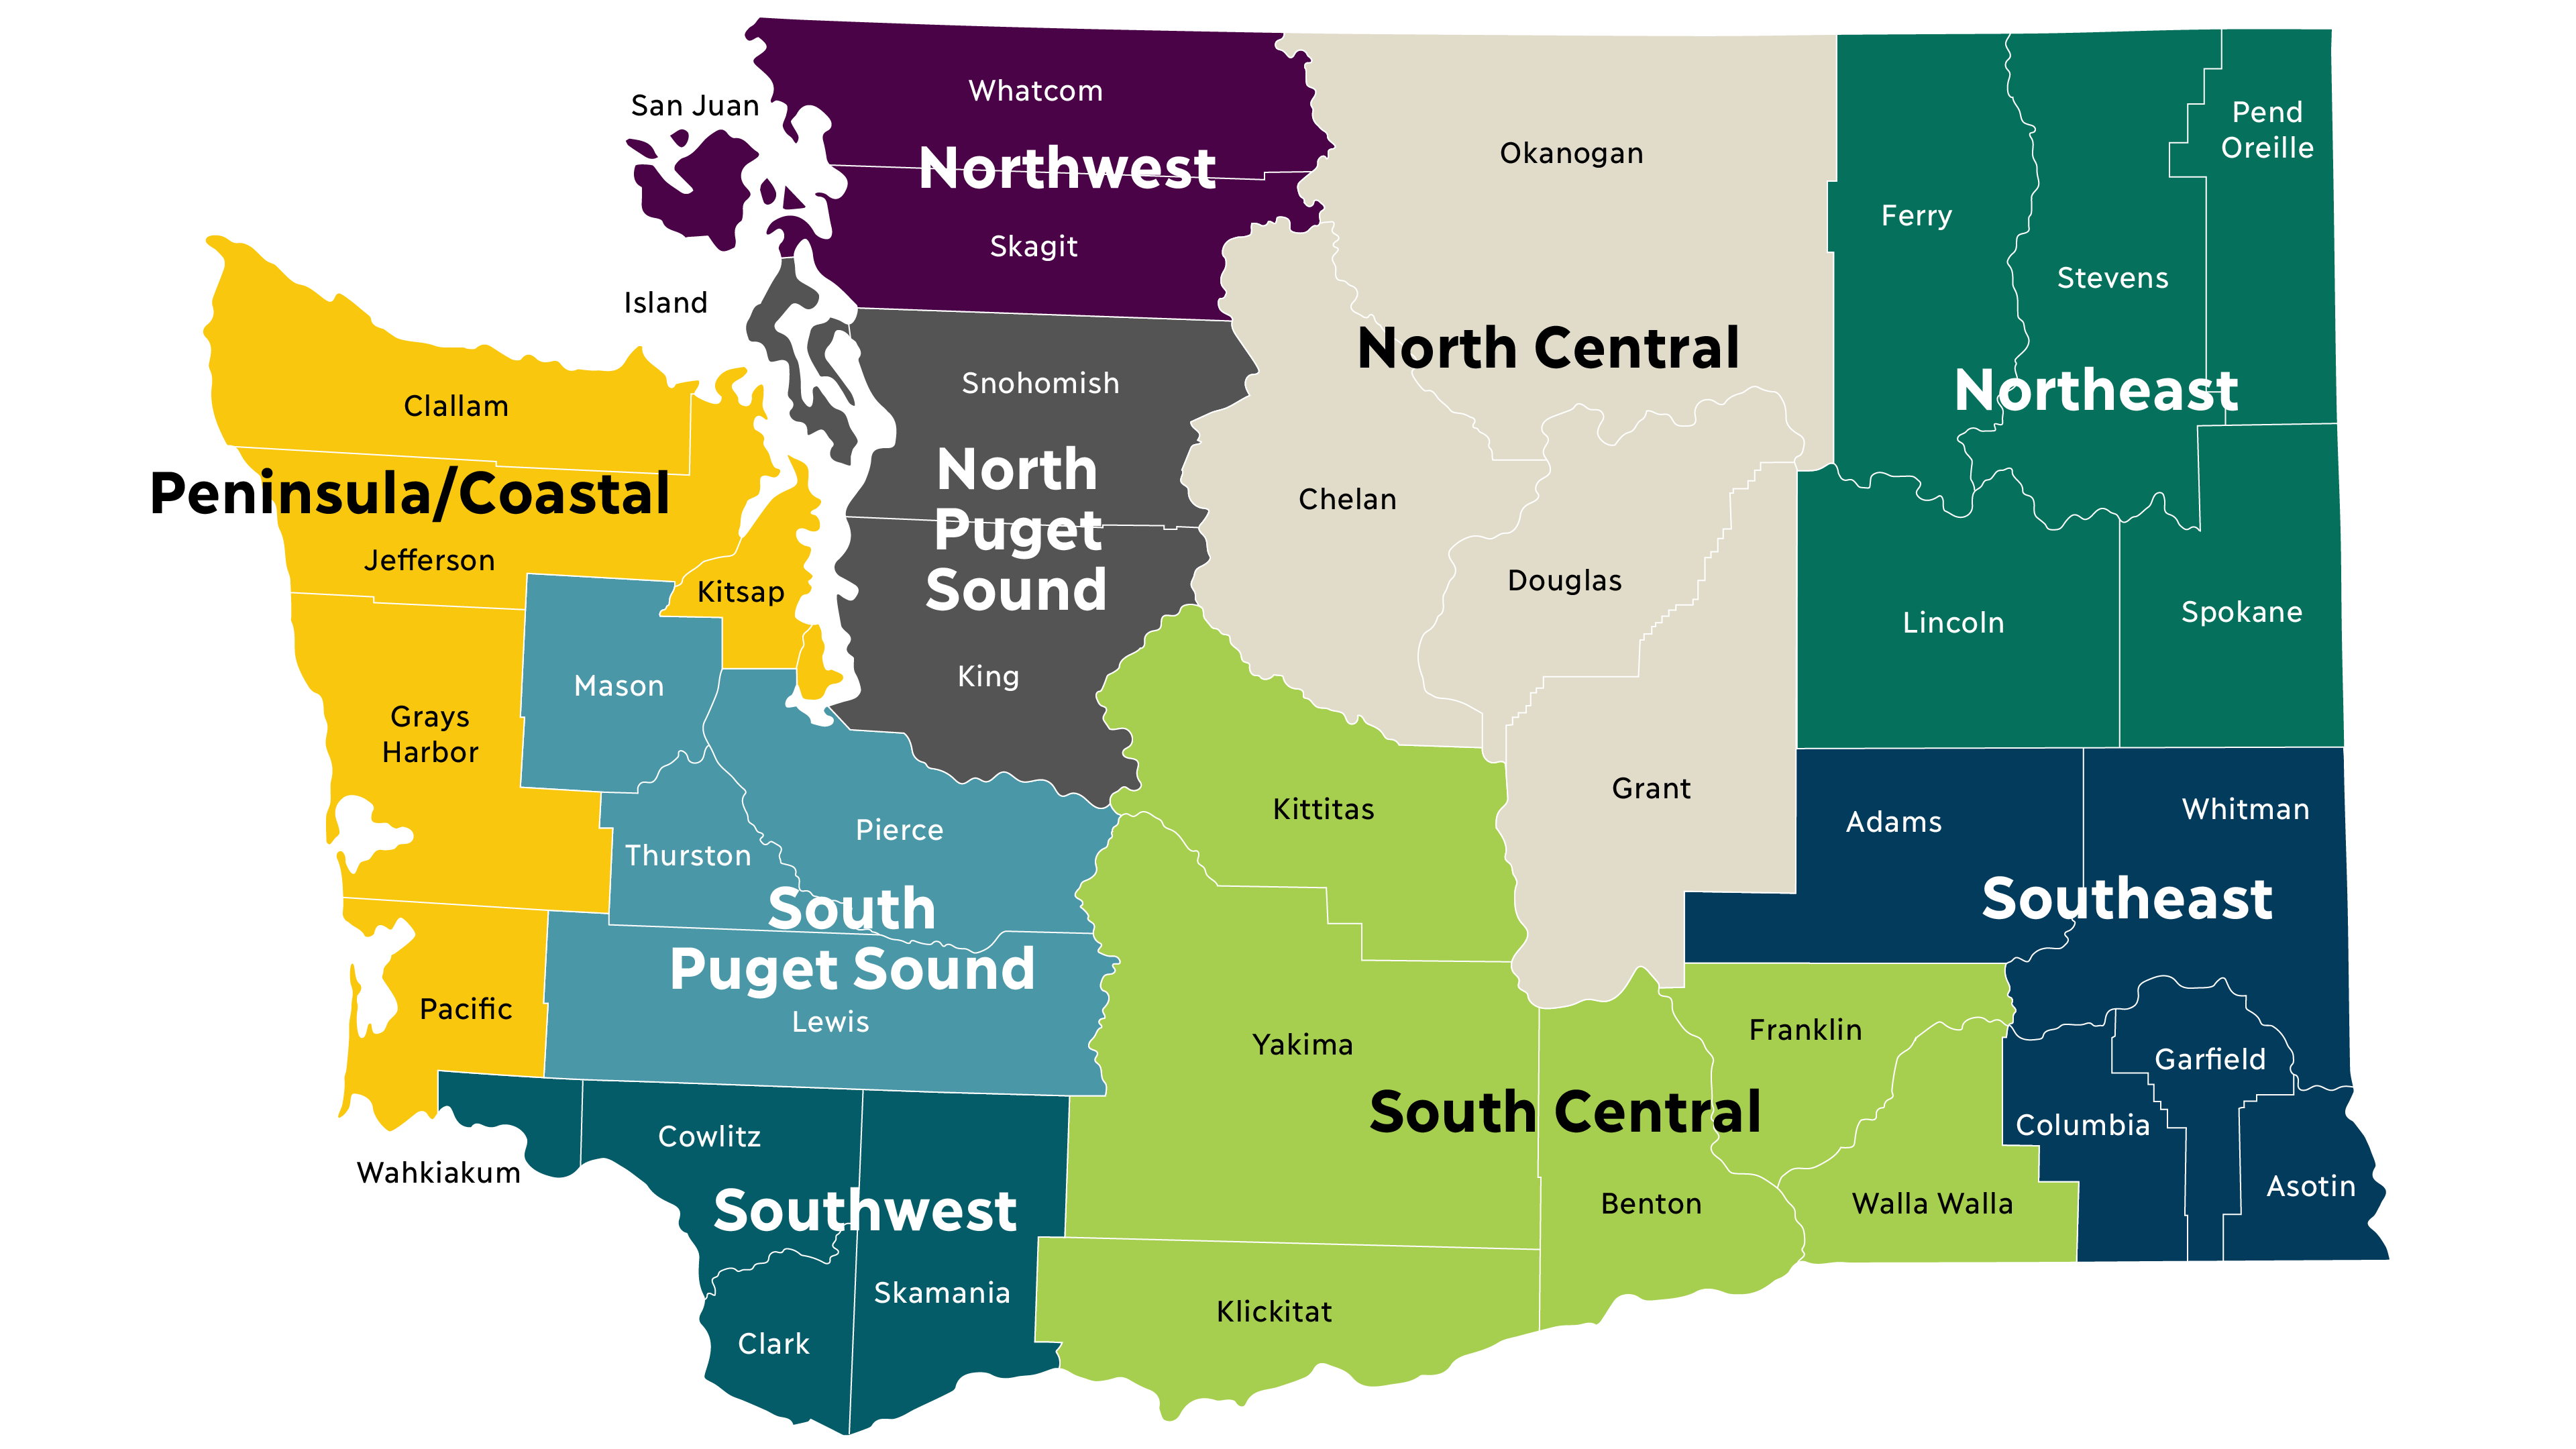 Whatcom
San Juan
Northwest
Skagit
Island
Okanogan
North Central
Chelan
Douglas
Grant
Pend
Oreille
Ferry
Stevens
Northeast
Lincoln
Spokane
Clallam
Peninsula/Coastal
Jefferson
Kitsap
Grays
Harbor
Pacific
Snohomish
North
Puget
Sound
King
Mason
Thurston
Pierce
South
Puget Sound
Lewis
Kittitas
Yakima
South Central
Franklin
Benton
Walla Walla
Klickitat
Adams
Whitman
Southeast
Garfield
Columbia
Asotin
Wahkiakum
Cowlitz
Southwest
Skamania
Clark